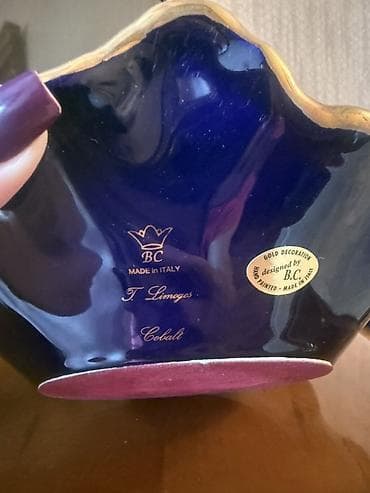 BC
MADE in ITALY
T Limoges
Cobalt
GOLD DECORATION
designed by
B.C.
HAND PAINTED - MADE IN ITALY